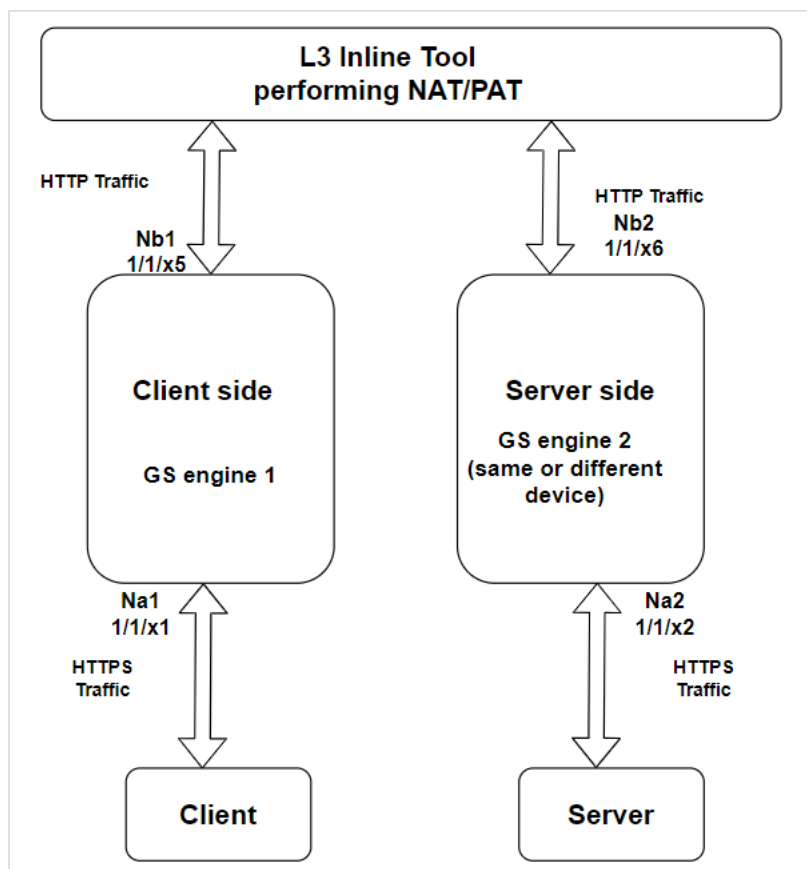 L3 Inline Tool
performing NAT/PAT
HTTP Traffic
HTTP Traffic
Nb1
1/1/x5
Nb2
1/1/x6
Client side
GS engine 1
Server side
GS engine 2
(same or different
device)
Na1
1/1/x1
Na2
1/1/x2
HTTPS
Traffic
HTTPS
Traffic
Client
Server